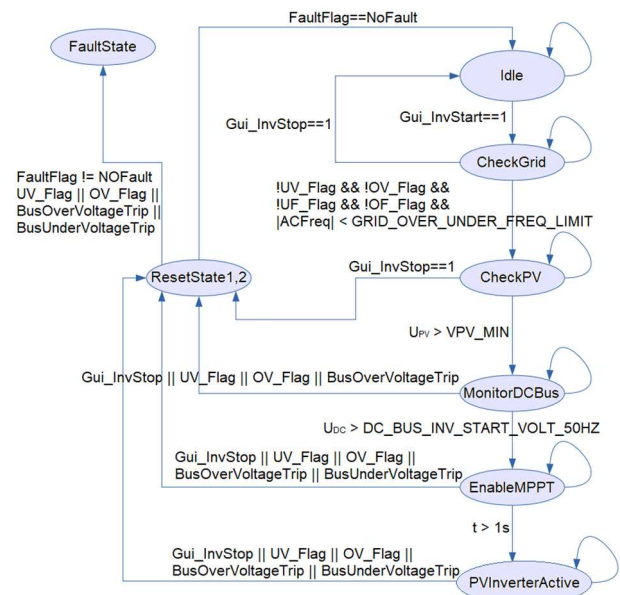 FaultFlag==NoFault
FaultState
Idle
Gui_InvStop==1
Gui_InvStart==1
CheckGrid
FaultFlag != NOFault
UV_Flag || OV_Flag ||
BusOverVoltageTrip ||
BusUnderVoltageTrip
!UV_Flag && !OV_Flag &&
!UF_Flag && !OF_Flag &&
|ACFreq| < GRID_OVER_UNDER_FREQ_LIMIT
Gui_InvStop==1
ResetState1,2
CheckPV
UPV > VPV_MIN
Gui_InvStop || UV_Flag || OV_Flag || BusOverVoltageTrip
MonitorDCBus
UDC > DC_BUS_INV_START_VOLT_50HZ
Gui_InvStop || UV_Flag || OV_Flag ||
BusOverVoltageTrip || BusUnderVoltageTrip
EnableMPPT
t > 1s
Gui_InvStop || UV_Flag || OV_Flag ||
BusOverVoltageTrip || BusUnderVoltageTrip
PVInverterActive